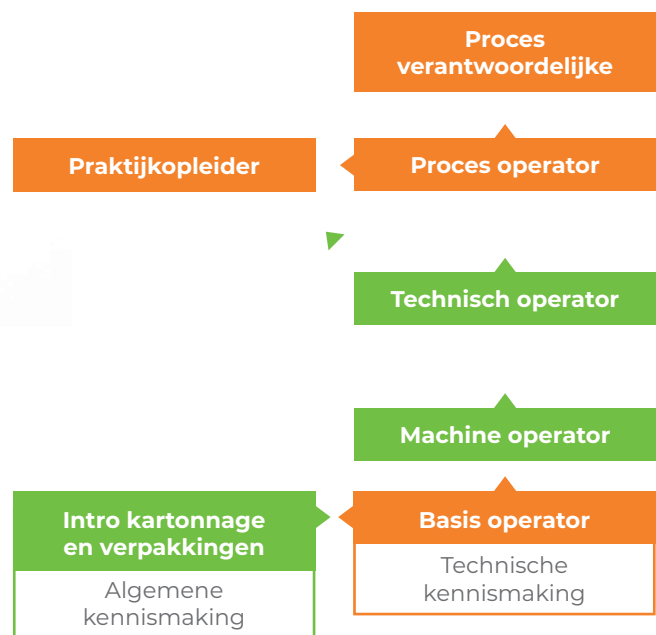 Proces
verantwoordelijke
Praktijkopleider
Proces operator
Technisch operator
Machine operator
Intro kartonnage
en verpakkingen
Algemene
kennismaking
Basis operator
Technische
kennismaking